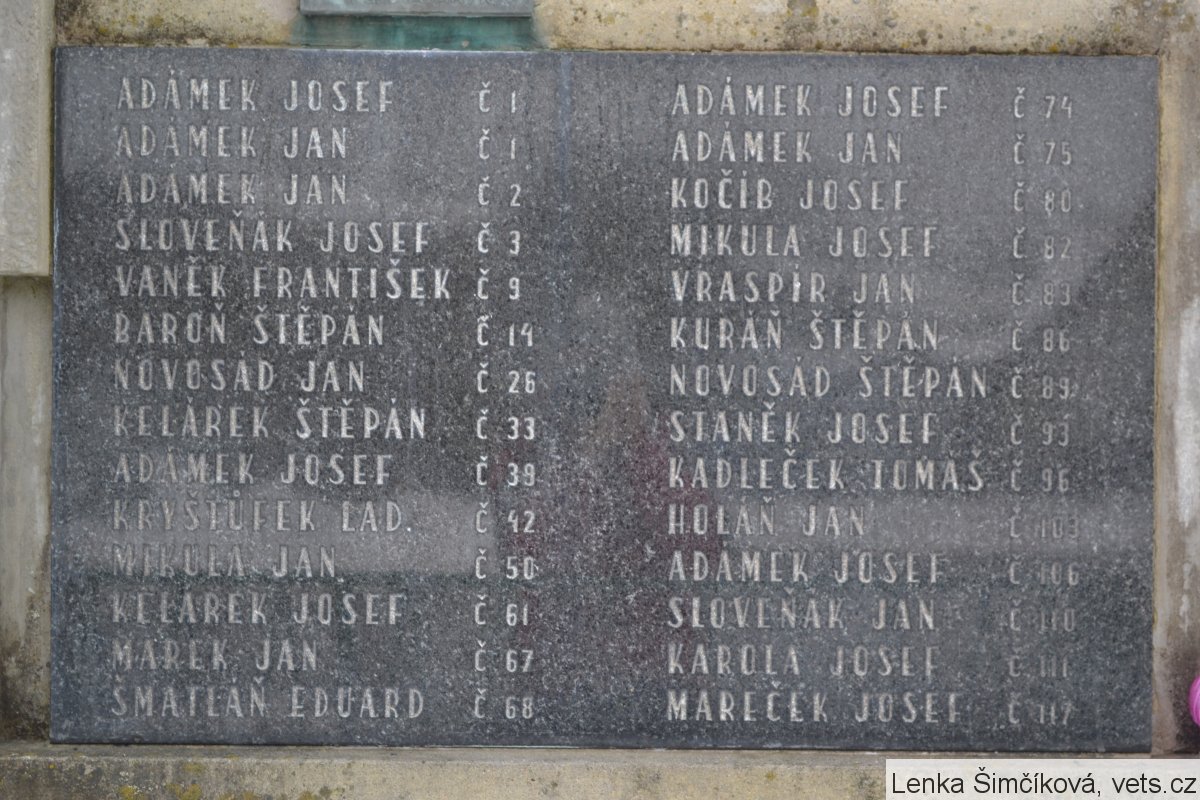 ADÁMEK JOSEF č 1
ADÁMEK JAN č 1
ADÁMEK JAN č 2
SLOVEŇÁK JOSEF č 3
VANĚK FRANTIŠEK č 9
BAROŇ ŠTĚPÁN č 14
NOVOSÁD JAN č 26
KELÁREK ŠTĚPÁN č 33
ADÁMEK JOSEF č 39
KRYŠTŮFEK LAD. č 42
MIKULA JAN č 50
KELÁREK JOSEF č 61
MAREK JAN č 67
ŠMATLÁŇ EDUARD č 68
ADÁMEK JOSEF č 74
ADÁMEK JAN č 75
KOČÍB JOSEF č 80
MIKULA JOSEF č 82
VRASPÍR JAN č 83
KURÁŇ ŠTĚPÁN č 86
NOVOSÁD ŠTĚPÁN č 89
STANĚK JOSEF č 93
KADLEČEK TOMÁŠ č 96
HOLÁŇ JAN č 103
ADÁMEK JOSEF č 106
SLOVEŇÁK JAN č 110
KAROLA JOSEF č 111
MAREČEK JOSEF č 117
Lenka Šimčíková, vets.cz